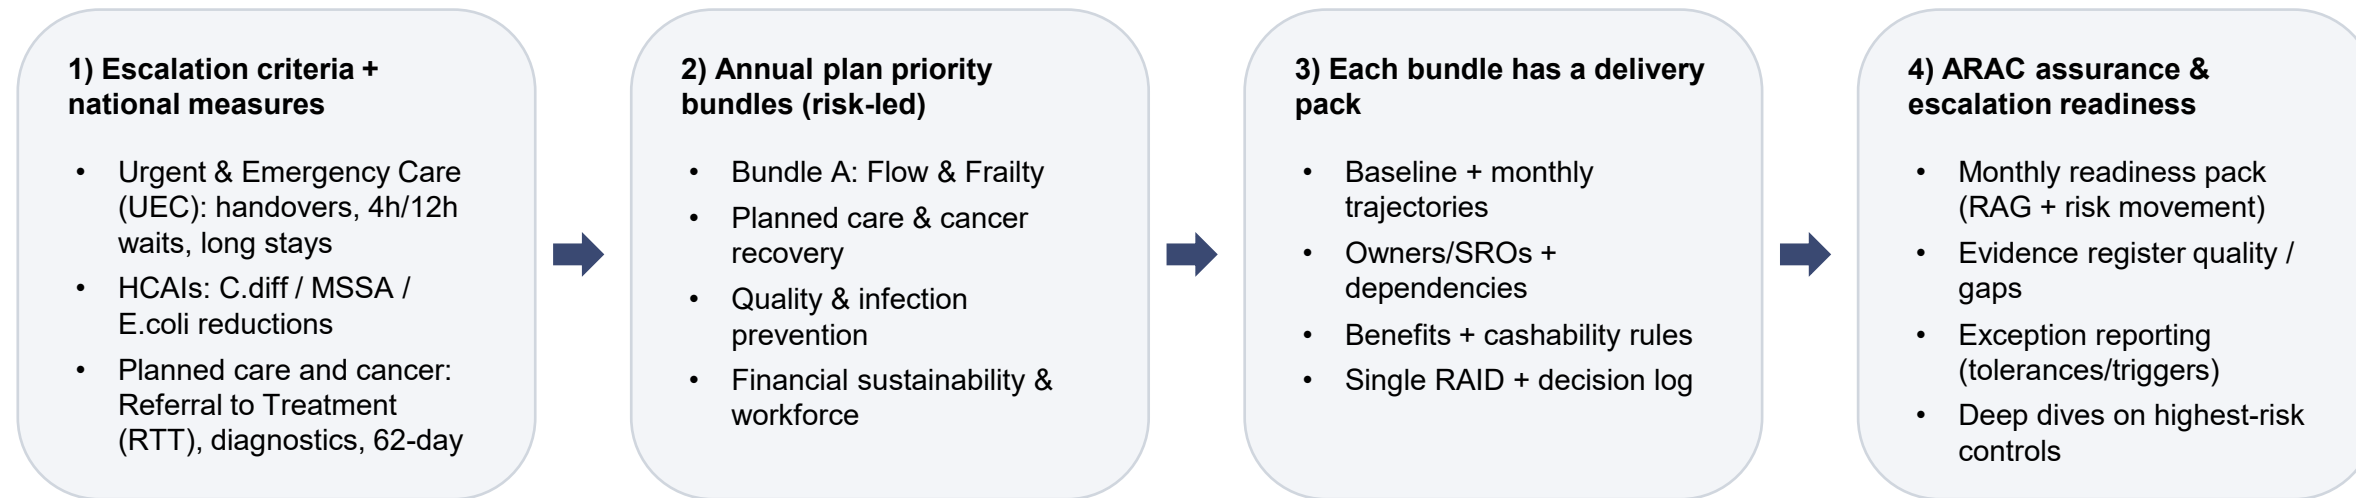 1) Escalation criteria +
national measures
• Urgent & Emergency Care
(UEC): handovers, 4h/12h
waits, long stays
• HCAIs: C.diff / MSSA /
E.coli reductions
• Planned care and cancer:
Referral to Treatment
(RTT), diagnostics, 62-day
2) Annual plan priority
bundles (risk-led)
• Bundle A: Flow & Frailty
• Planned care & cancer
recovery
• Quality & infection
prevention
• Financial sustainability &
workforce
3) Each bundle has a delivery
pack
• Baseline + monthly
trajectories
• Owners/SROs +
dependencies
• Benefits + cashability rules
• Single RAID + decision log
4) ARAC assurance &
escalation readiness
• Monthly readiness pack
(RAG + risk movement)
• Evidence register quality /
gaps
• Exception reporting
(tolerances/triggers)
• Deep dives on highest-risk
controls